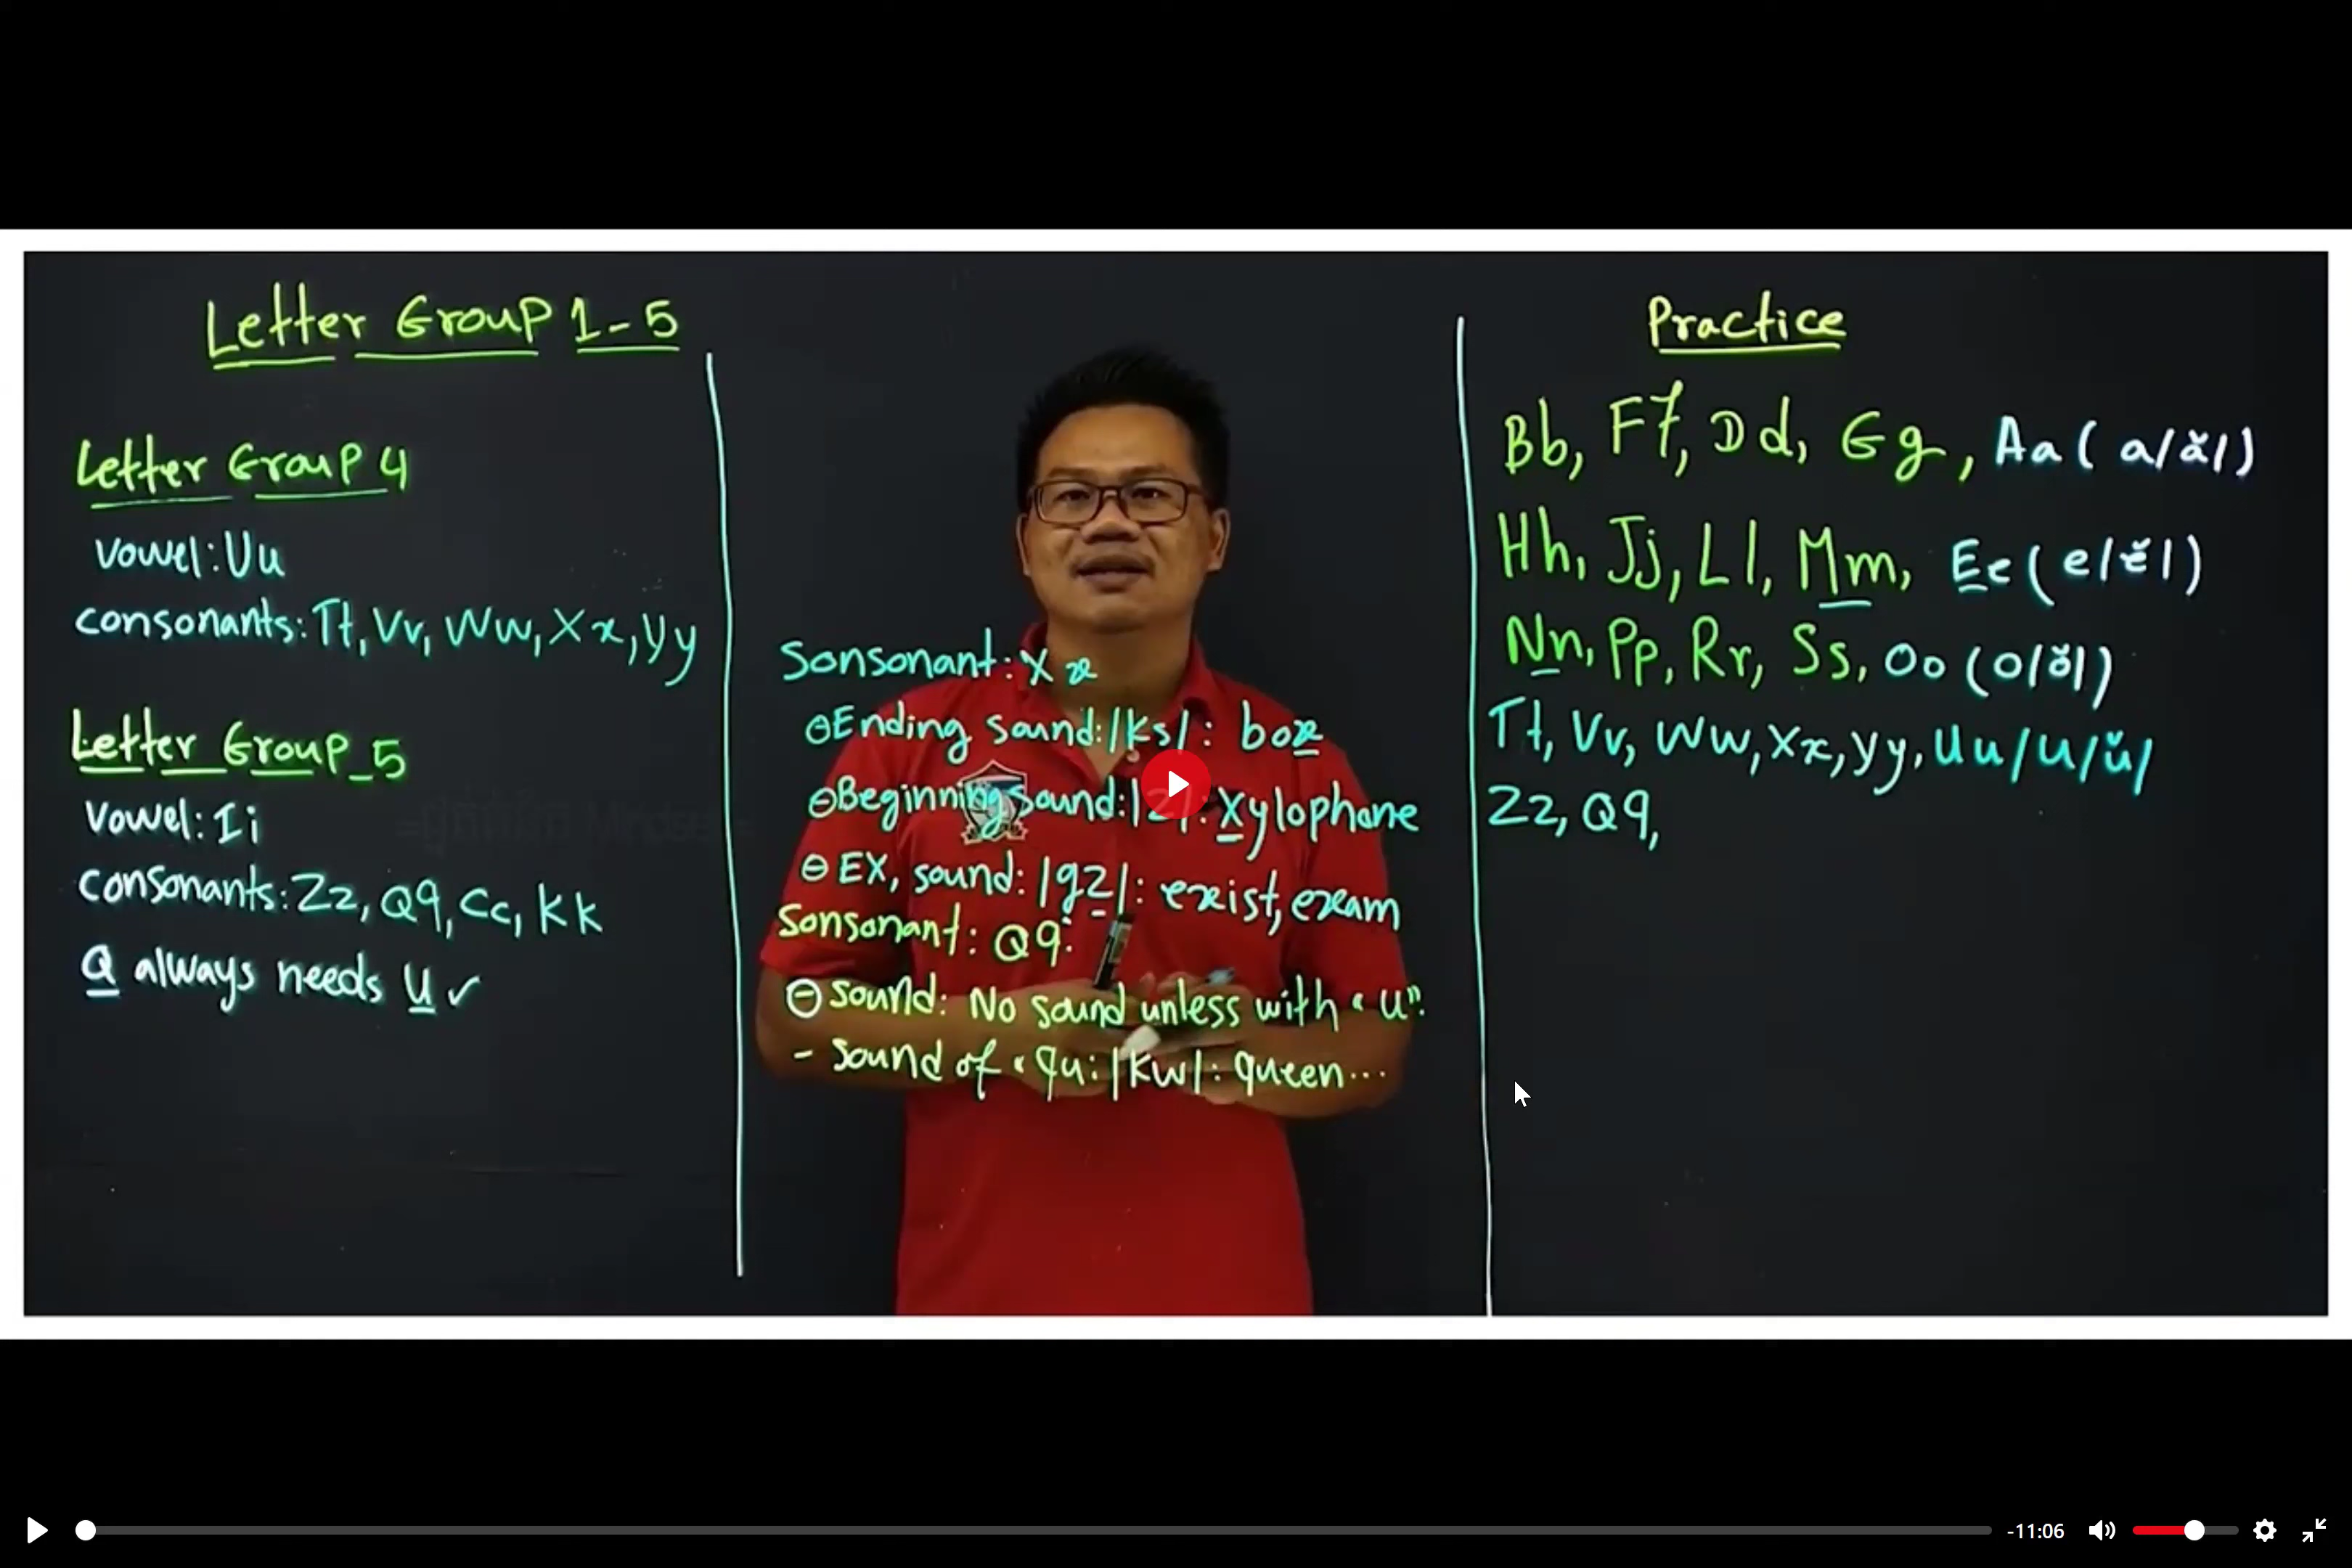 Letter Group 1-5
Letter Group 4
Vowel: Uu
consonants: Tt, Vv, Ww, Xx, Yy
Letter Group_5
Vowel: Ii
Consonants: Zz, Qq, Cc, Kk
Q always needs U ✓
Sonsonant: Xx
⊖ Ending sound: /ks/: box
⊖ Beginning sound: /z/: Xylophone
⊖ EX, sound: /gz/: exist, exam
Sonsonant: Qq:
⊖ sound: No sound unless with "u".
- sound of "qu: /kw/: queen...
Practice
Bb, Ff, Dd, Gg, Aa (a/ă/)
Hh, Jj, Ll, Mm, Ee (e/ĕ/)
Nn, Pp, Rr, Ss, Oo (o/ŏ/)
Tt, Vv, Ww, Xx, Yy, Uu/u/ŭ/
Zz, Qq,
-11:06